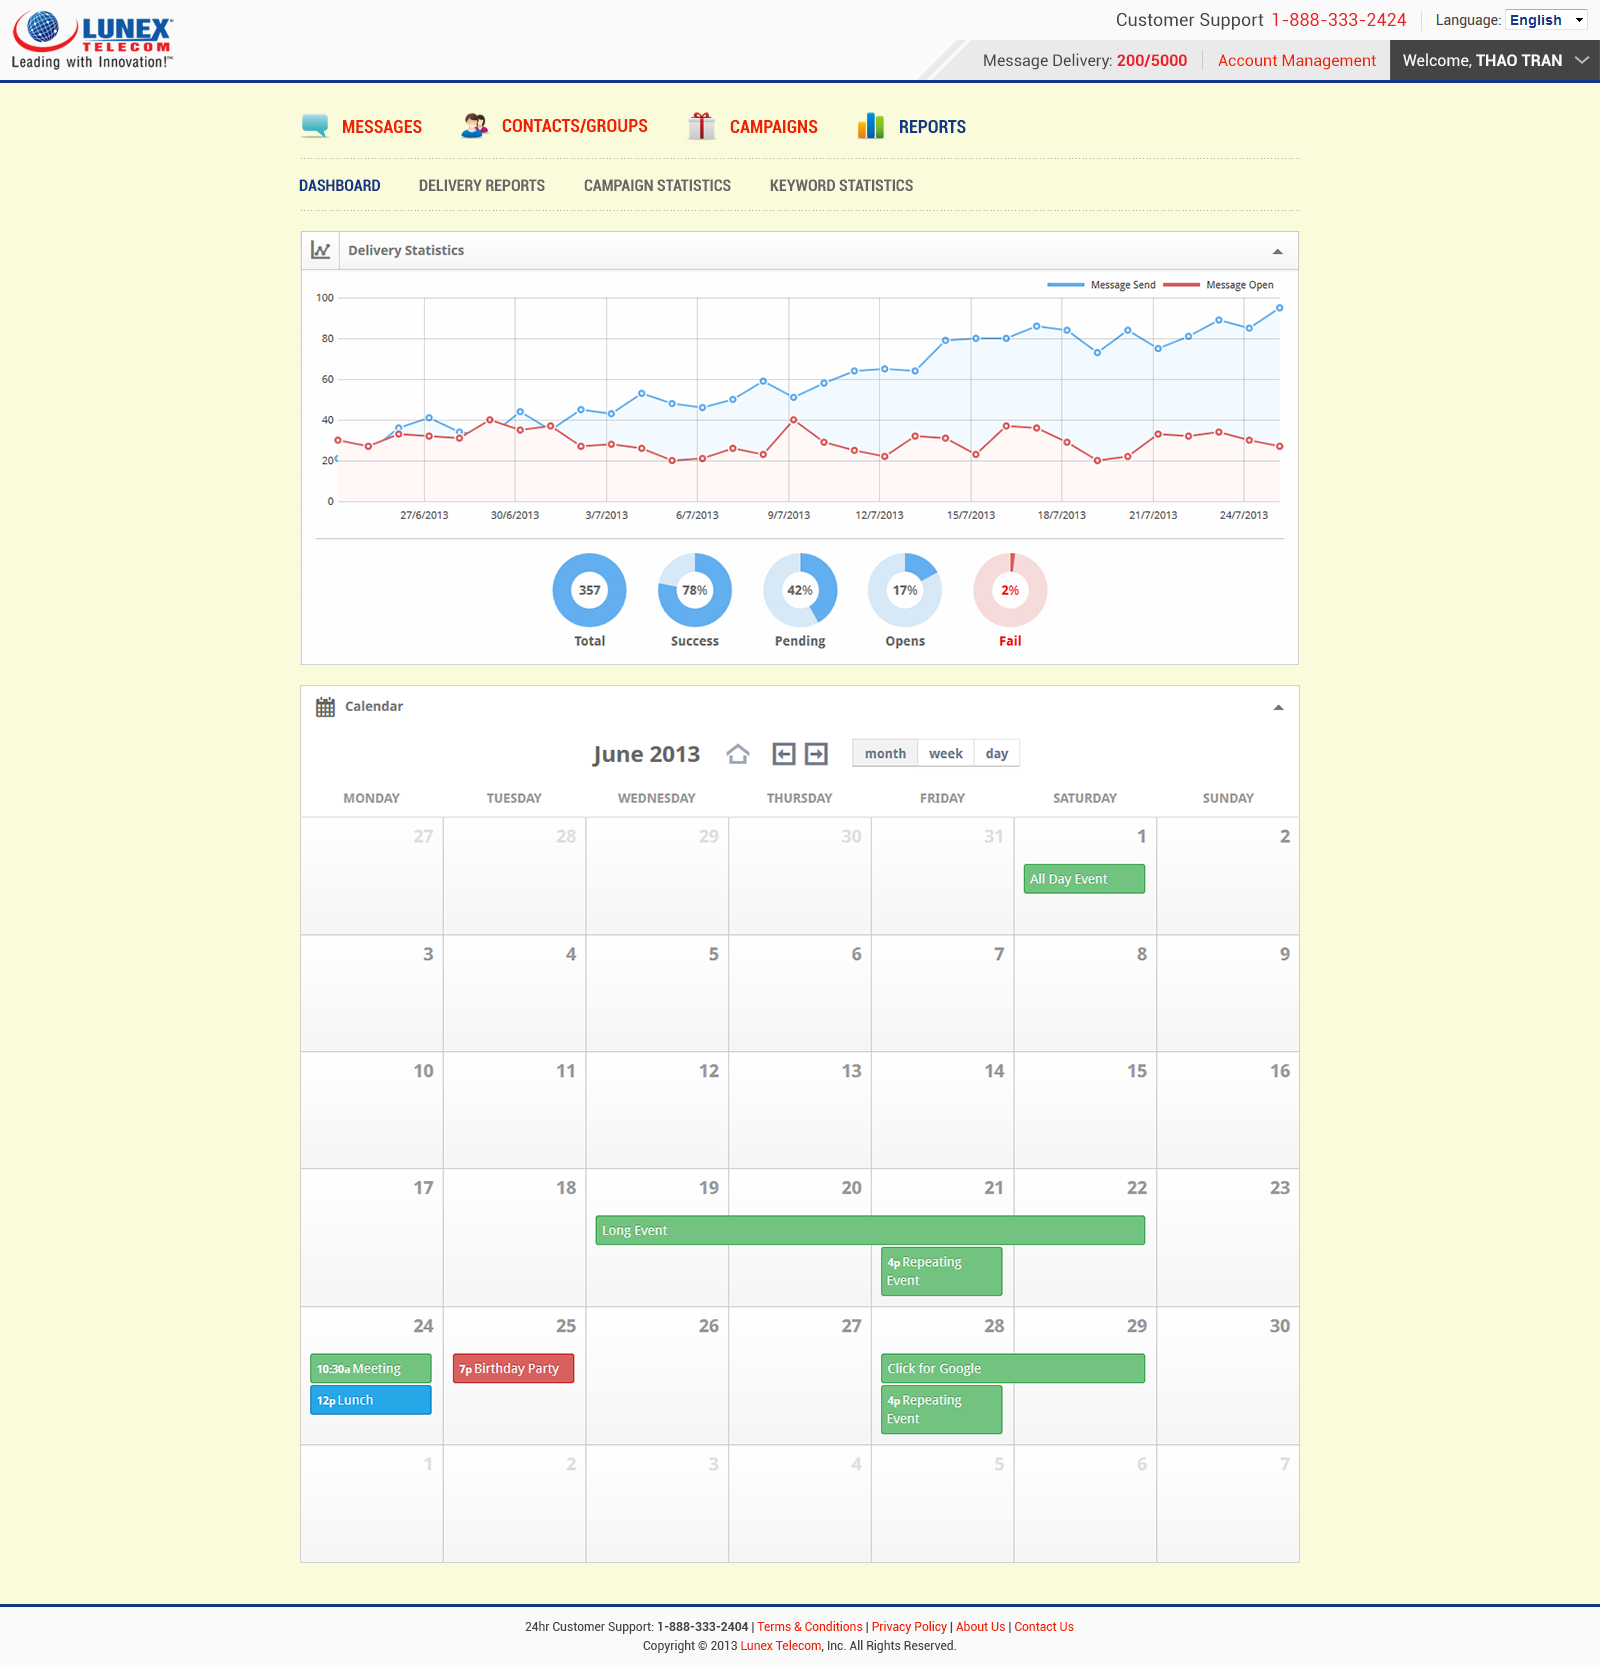 LUNEX
TELECOM
Leading with Innovation!™
Customer Support 1-888-333-2424
Language: English
Message Delivery: 200/5000
Account Management
Welcome, THAO TRAN
MESSAGES
CONTACTS/GROUPS
CAMPAIGNS
REPORTS
DASHBOARD
DELIVERY REPORTS
CAMPAIGN STATISTICS
KEYWORD STATISTICS
Delivery Statistics
Message Send
Message Open
100
80
60
40
20
0
27/6/2013
30/6/2013
3/7/2013
6/7/2013
9/7/2013
12/7/2013
15/7/2013
18/7/2013
21/7/2013
24/7/2013
357
78%
42%
17%
2%
Total
Success
Pending
Opens
Fail
Calendar
June 2013
month
week
day
MONDAY
TUESDAY
WEDNESDAY
THURSDAY
FRIDAY
SATURDAY
SUNDAY
27
28
29
30
31
1
2
All Day Event
3
4
5
6
7
8
9
10
11
12
13
14
15
16
17
18
19
20
21
22
23
Long Event
4p Repeating
Event
24
25
26
27
28
29
30
10:30a Meeting
7p Birthday Party
Click for Google
12p Lunch
4p Repeating
Event
1
2
3
4
5
6
7
24hr Customer Support: 1-888-333-2404 | Terms & Conditions | Privacy Policy | About Us | Contact Us
Copyright © 2013 Lunex Telecom, Inc. All Rights Reserved.